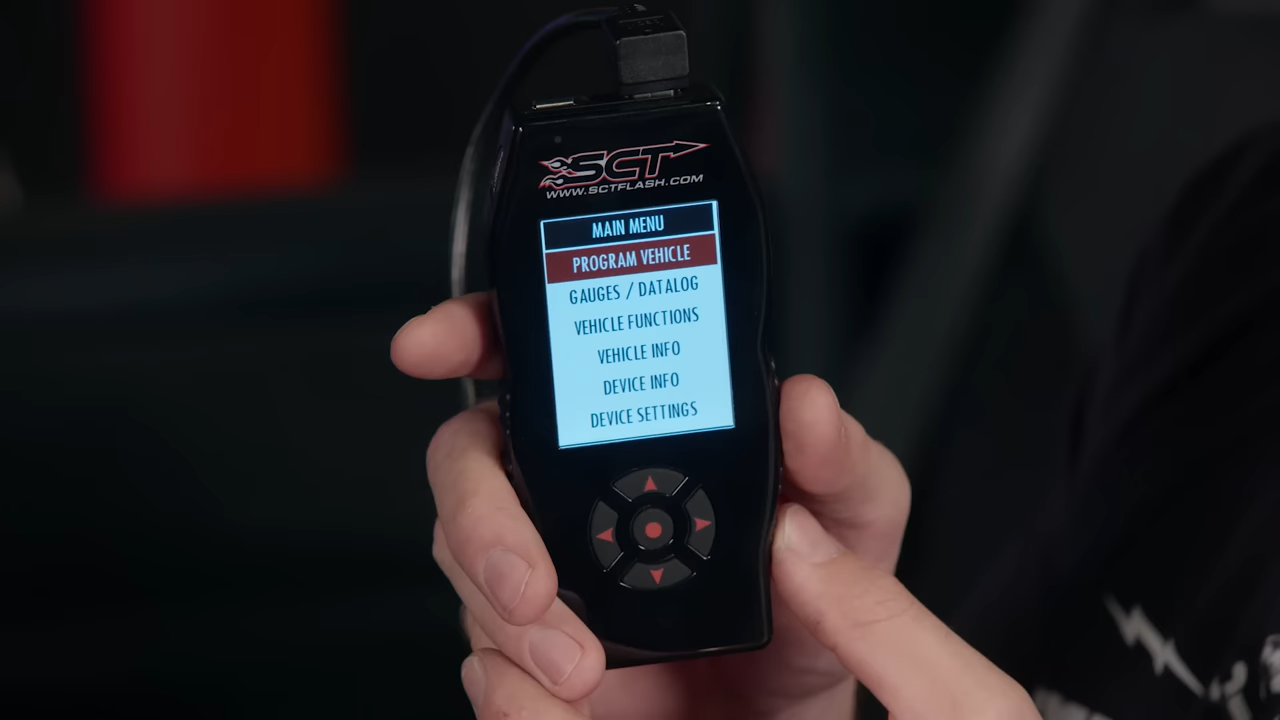 SCT
WWW.SCTFLASH.COM
MAIN MENU
PROGRAM VEHICLE
GAUGES / DATALOG
VEHICLE FUNCTIONS
VEHICLE INFO
DEVICE INFO
DEVICE SETTINGS